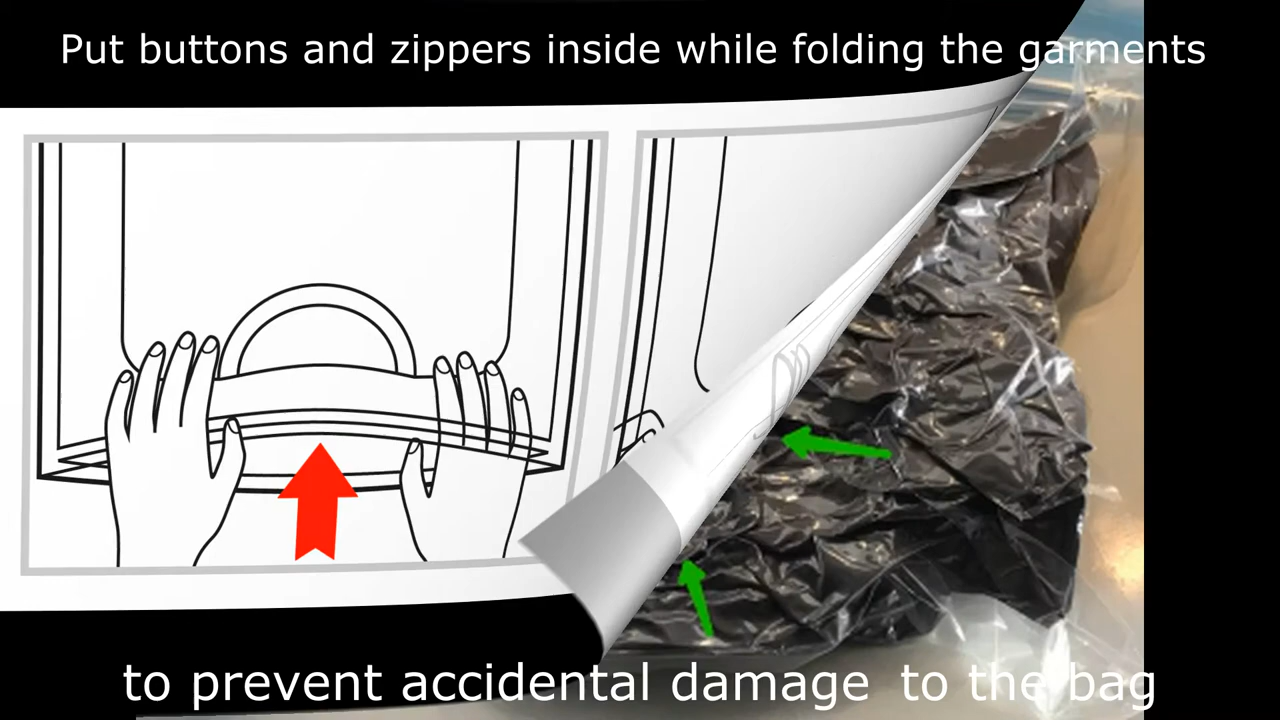 Put buttons and zippers inside while folding the garments
to prevent accidental damage to the bag